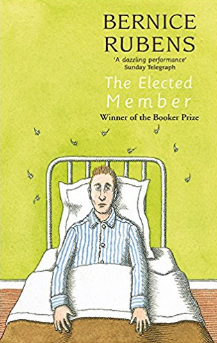 BERNICE
RUBENS
'A dazzling performance'
Sunday Telegraph
The Elected
Member
Winner of the Booker Prize